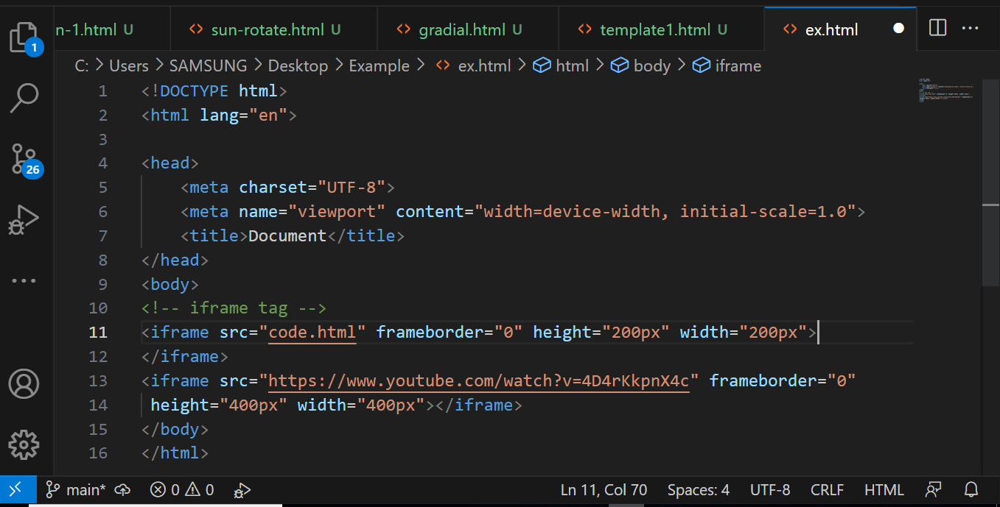 n-1.html U sun-rotate.html U gradial.html U template1.html U ex.html
1
C: > Users > SAMSUNG > Desktop > Example > ex.html > html > body > iframe
1 <!DOCTYPE html>
2 <html lang="en">
3
4 <head>
5     <meta charset="UTF-8">
6     <meta name="viewport" content="width=device-width, initial-scale=1.0">
7     <title>Document</title>
8 </head>
9 <body>
10 <!-- iframe tag -->
11 <iframe src="code.html" frameborder="0" height="200px" width="200px">
12 </iframe>
13 <iframe src="https://www.youtube.com/watch?v=4D4rKkpnX4c" frameborder="0"
14  height="400px" width="400px"></iframe>
15 </body>
16 </html>
26
main* 0 0 Ln 11, Col 70 Spaces: 4 UTF-8 CRLF HTML